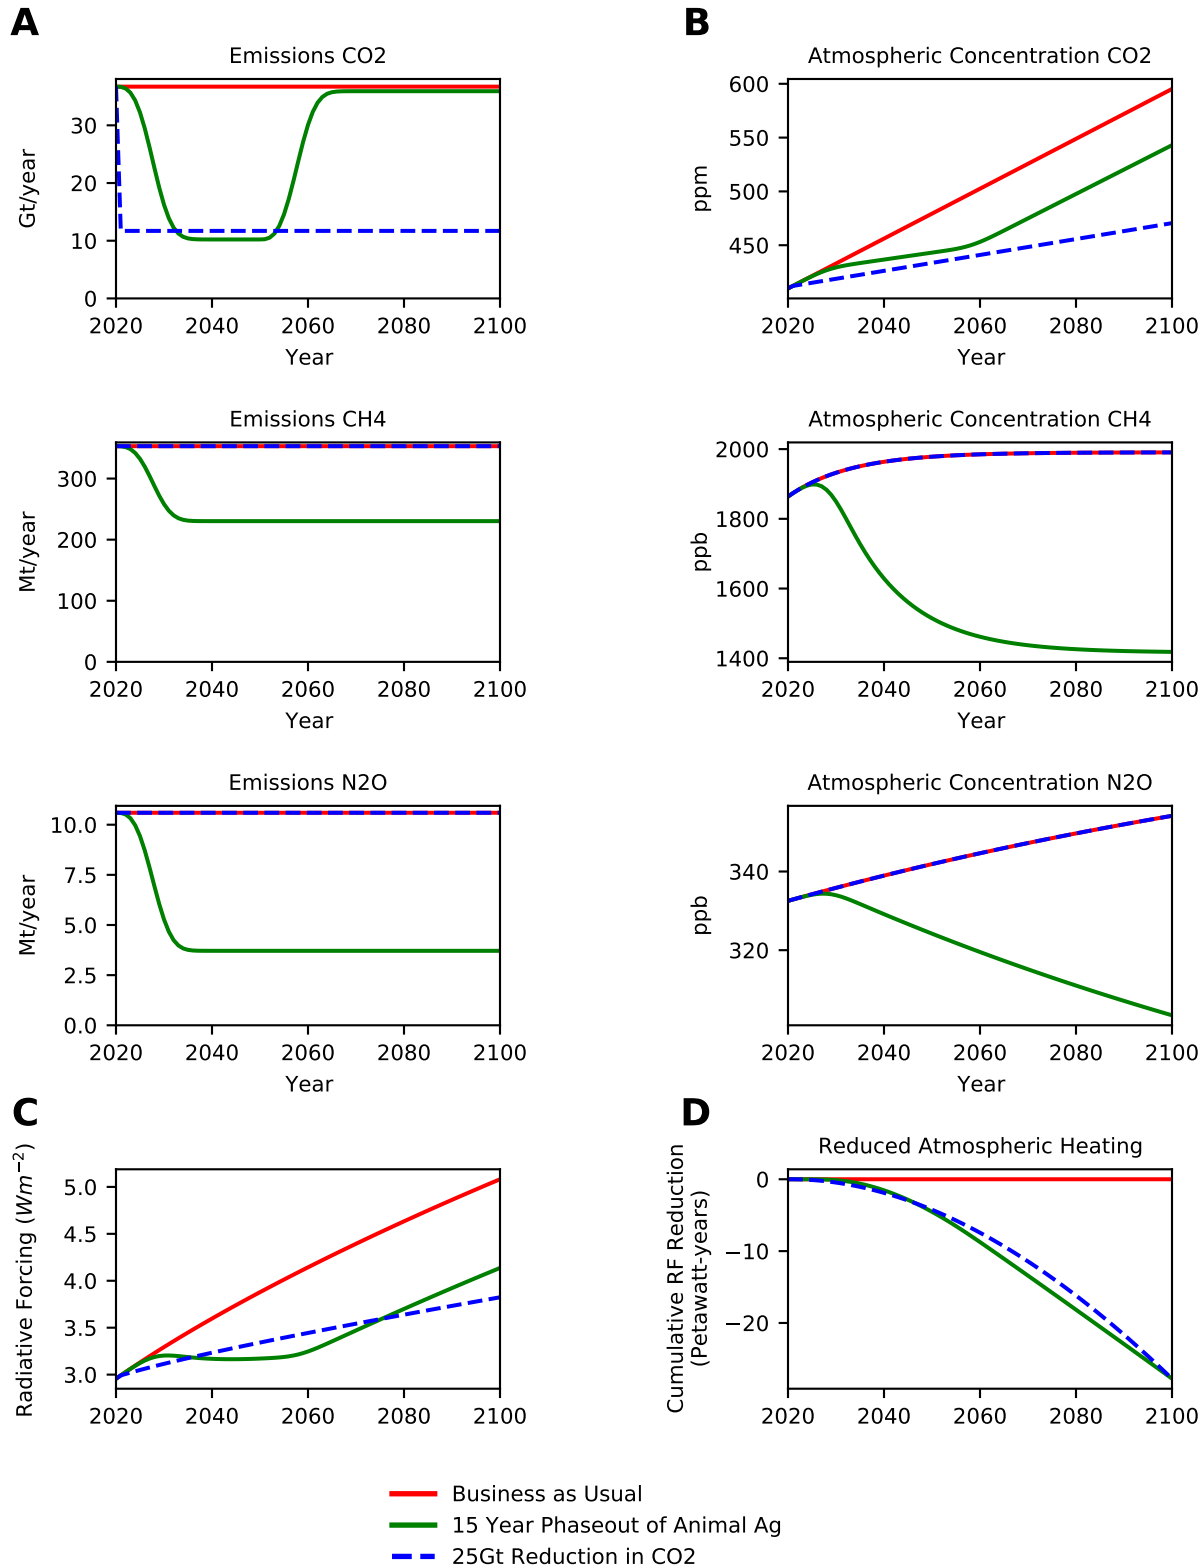 A
B
Emissions CO2
Gt/year
30
20
10
0
2020 2040 2060 2080 2100
Year
Atmospheric Concentration CO2
ppm
600
550
500
450
2020 2040 2060 2080 2100
Year
Emissions CH4
Mt/year
300
200
100
0
2020 2040 2060 2080 2100
Year
Atmospheric Concentration CH4
ppb
2000
1800
1600
1400
2020 2040 2060 2080 2100
Year
Emissions N2O
Mt/year
10.0
7.5
5.0
2.5
0.0
2020 2040 2060 2080 2100
Year
Atmospheric Concentration N2O
ppb
340
320
2020 2040 2060 2080 2100
Year
C
Radiative Forcing (Wm⁻²)
5.0
4.5
4.0
3.5
3.0
2020 2040 2060 2080 2100
D
Reduced Atmospheric Heating
Cumulative RF Reduction
(Petawatt-years)
0
−10
−20
2020 2040 2060 2080 2100
Business as Usual
15 Year Phaseout of Animal Ag
25Gt Reduction in CO2